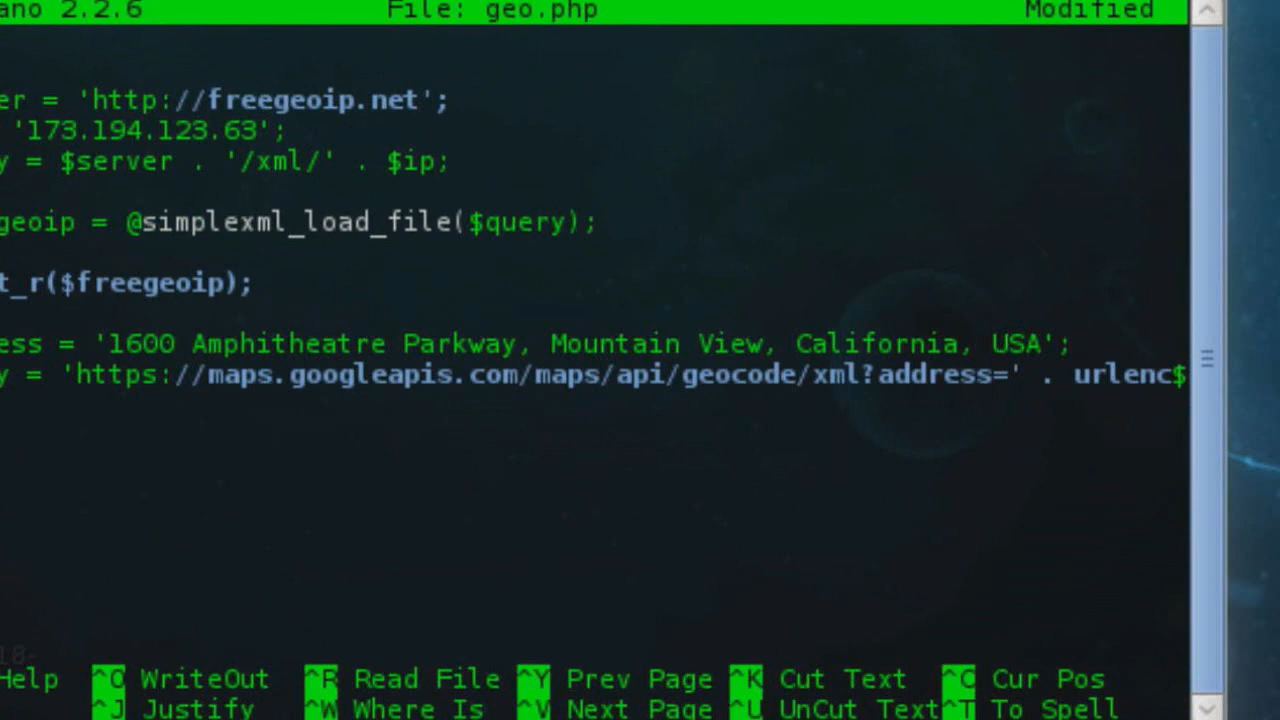 ano 2.2.6 File: geo.php Modified
er = 'http://freegeoip.net';
'173.194.123.63';
y = $server . '/xml/' . $ip;
geoip = @simplexml_load_file($query);
t_r($freegeoip);
ess = '1600 Amphitheatre Parkway, Mountain View, California, USA';
y = 'https://maps.googleapis.com/maps/api/geocode/xml?address=' . urlenc$
18-
Help ^O WriteOut ^R Read File ^Y Prev Page ^K Cut Text ^C Cur Pos
^J Justify ^W Where Is ^V Next Page ^U UnCut Text ^T To Spell